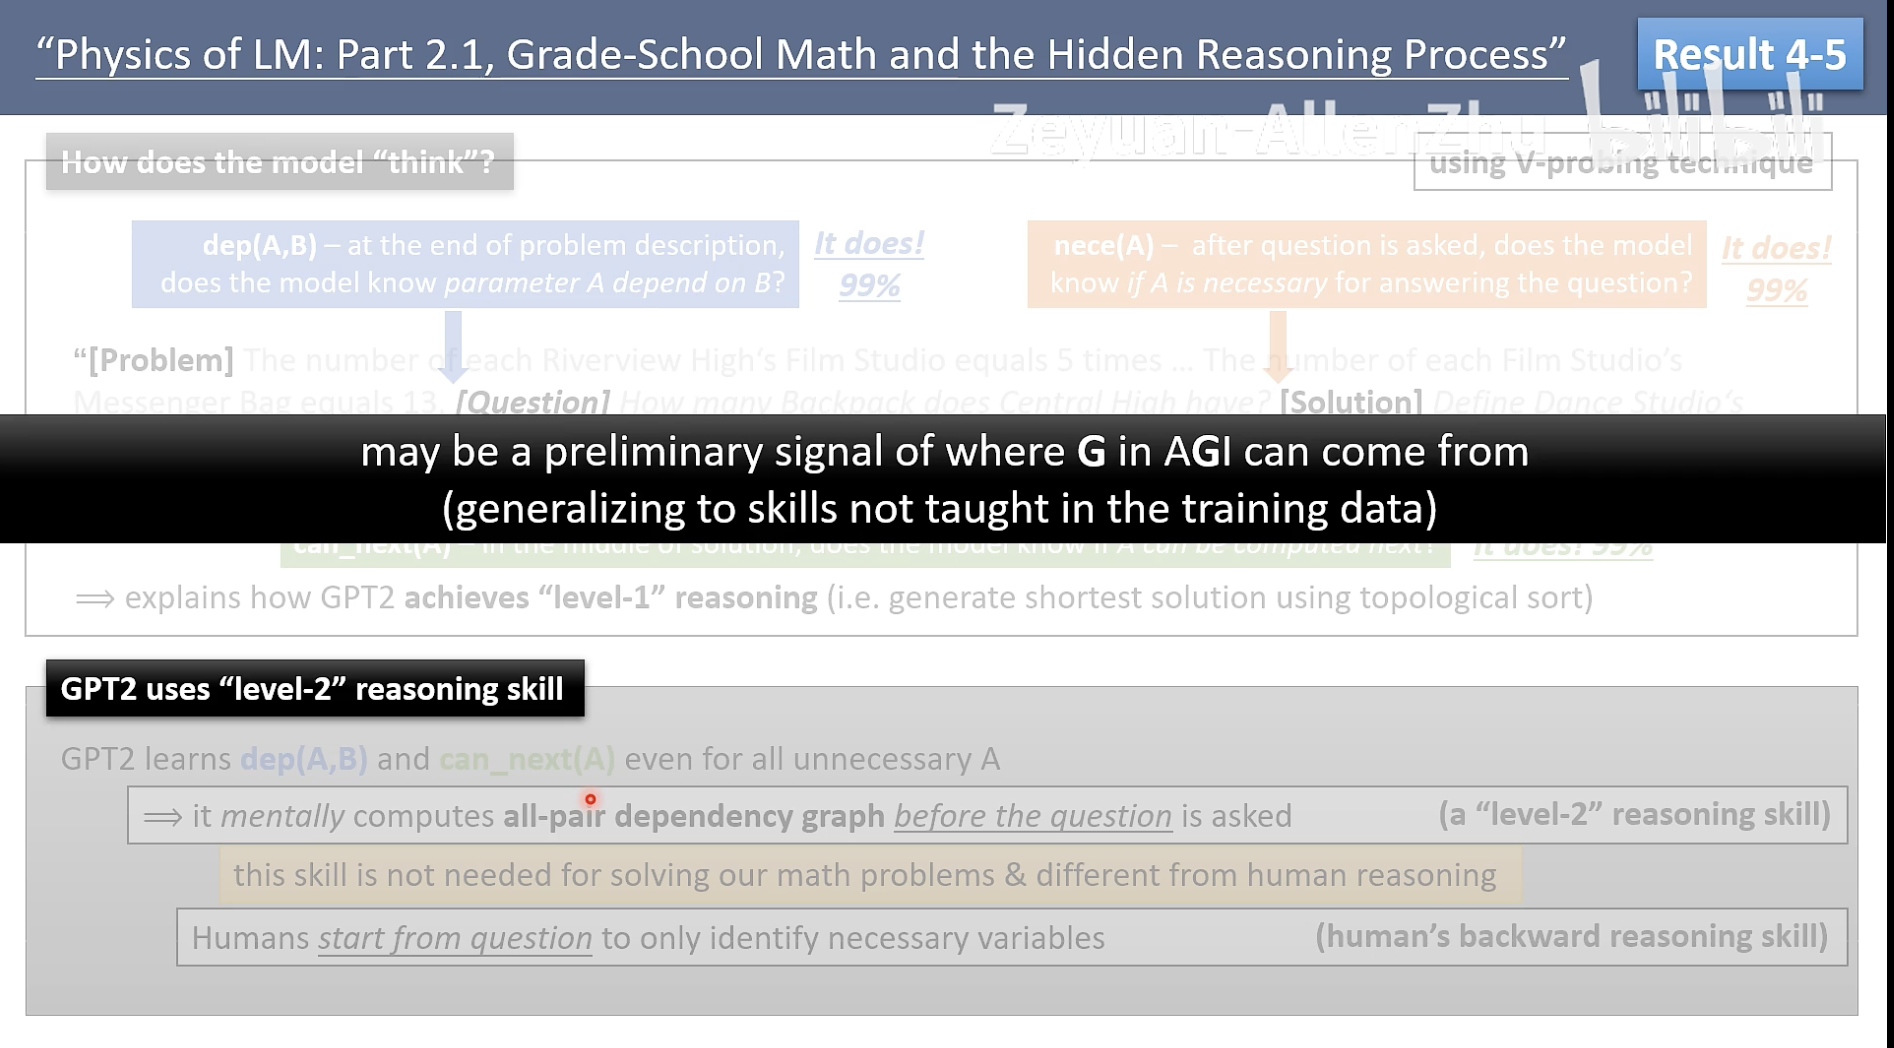 “Physics of LM: Part 2.1, Grade-School Math and the Hidden Reasoning Process”
Result 4-5
Zeyuan-AllenZhu
How does the model “think”?
using V-probing technique
dep(A,B) – at the end of problem description,
does the model know parameter A depend on B?
It does!
99%
nece(A) – after question is asked, does the model
know if A is necessary for answering the question?
It does!
99%
“[Problem] The number of each Riverview High’s Film Studio equals 5 times ... The number of each Film Studio’s
Messenger Bag equals 13. [Question] How many Backpack does Central High have? [Solution] Define Dance Studio’s
may be a preliminary signal of where G in AGI can come from
(generalizing to skills not taught in the training data)
can_next(A) – in the middle of solution, does the model know if A can be computed next?
It does! 99%
⟹ explains how GPT2 achieves “level-1” reasoning (i.e. generate shortest solution using topological sort)
GPT2 uses “level-2” reasoning skill
GPT2 learns dep(A,B) and can_next(A) even for all unnecessary A
⟹ it mentally computes all-pair dependency graph before the question is asked
(a “level-2” reasoning skill)
this skill is not needed for solving our math problems & different from human reasoning
Humans start from question to only identify necessary variables
(human’s backward reasoning skill)